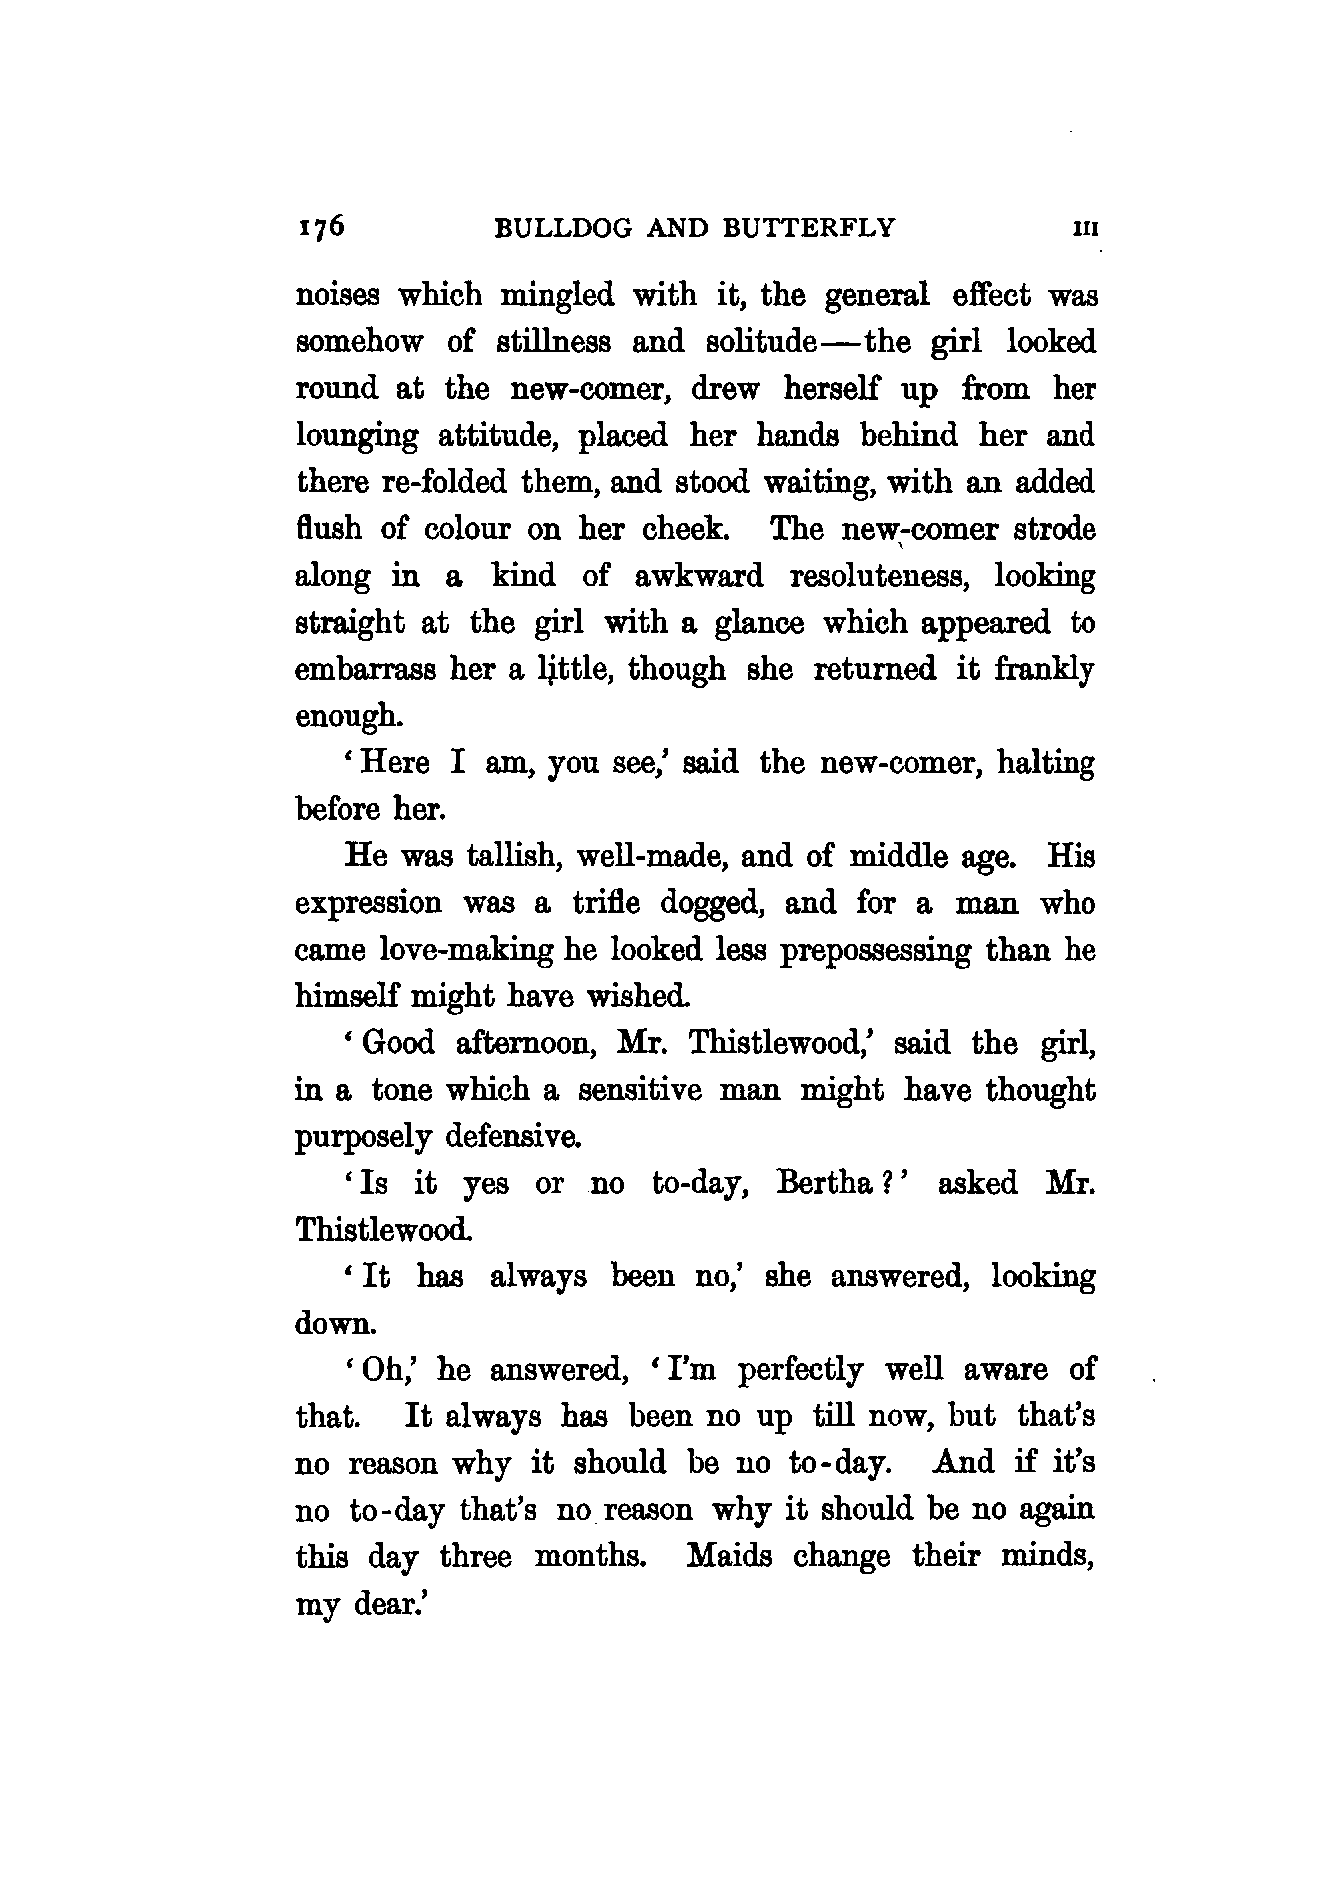 176 BULLDOG AND BUTTERFLY III
noises which mingled with it, the general effect was
somehow of stillness and solitude—the girl looked
round at the new-comer, drew herself up from her
lounging attitude, placed her hands behind her and
there re-folded them, and stood waiting, with an added
flush of colour on her cheek. The new-comer strode
along in a kind of awkward resoluteness, looking
straight at the girl with a glance which appeared to
embarrass her a little, though she returned it frankly
enough.
‘Here I am, you see,’ said the new-comer, halting
before her.
He was tallish, well-made, and of middle age. His
expression was a trifle dogged, and for a man who
came love-making he looked less prepossessing than he
himself might have wished.
‘Good afternoon, Mr. Thistlewood,’ said the girl,
in a tone which a sensitive man might have thought
purposely defensive.
‘Is it yes or no to-day, Bertha?’ asked Mr.
Thistlewood.
‘It has always been no,’ she answered, looking
down.
‘Oh,’ he answered, ‘I'm perfectly well aware of
that. It always has been no up till now, but that's
no reason why it should be no to-day. And if it's
no to-day that's no reason why it should be no again
this day three months. Maids change their minds,
my dear.’